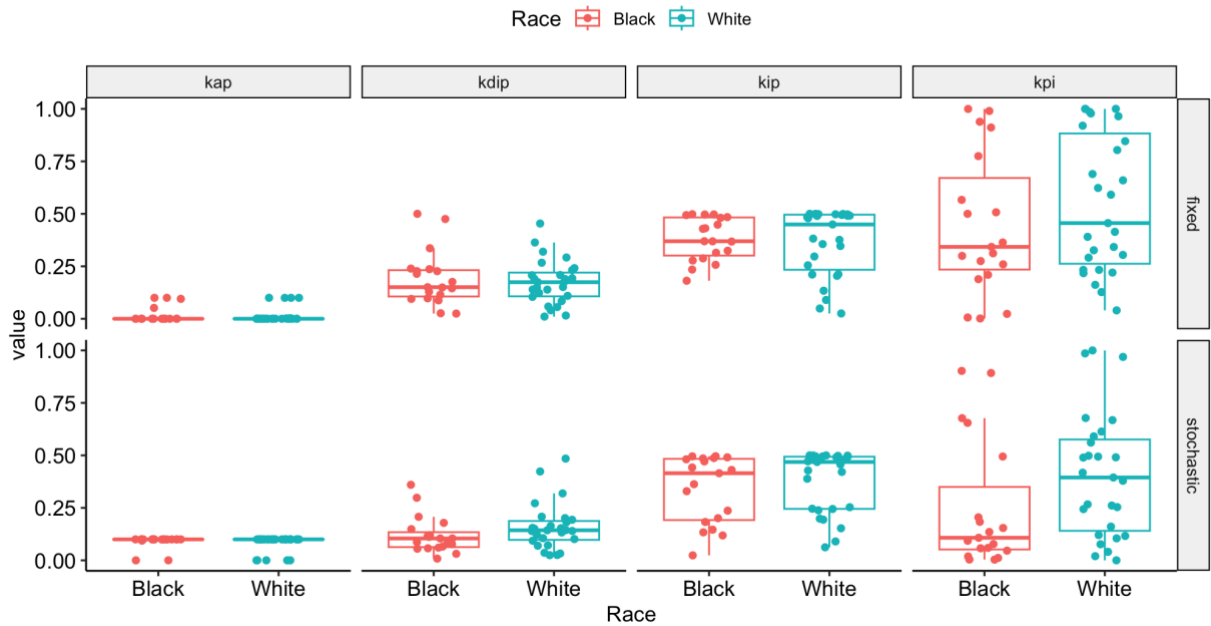 Race Black White
kap kdip kip kpi
1.00
0.75
0.50
0.25
0.00
fixed
value
1.00
0.75
0.50
0.25
0.00
stochastic
Black White Black White Black White Black White
Race